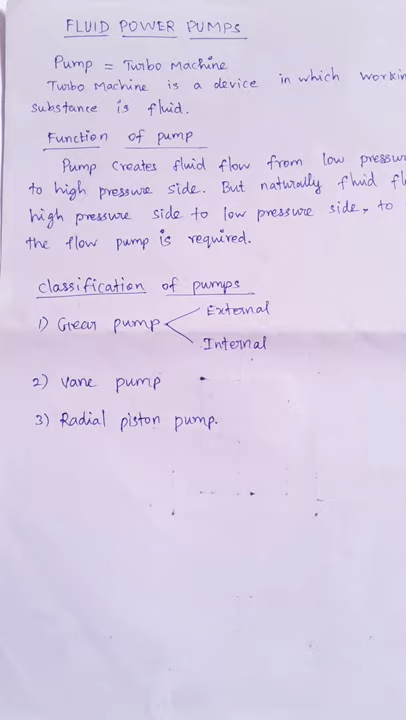 FLUID POWER PUMPS
Pump = Turbo Machine
Turbo Machine is a device in which
substance is fluid.
Function of pump
Pump creates fluid flow from low
to high pressure side. But naturally fluid
high pressure side to low pressure side, to
the flow pump is required.
classification of pumps
External
1) Gear pump
Internal
2) Vane pump
3) Radial piston pump.